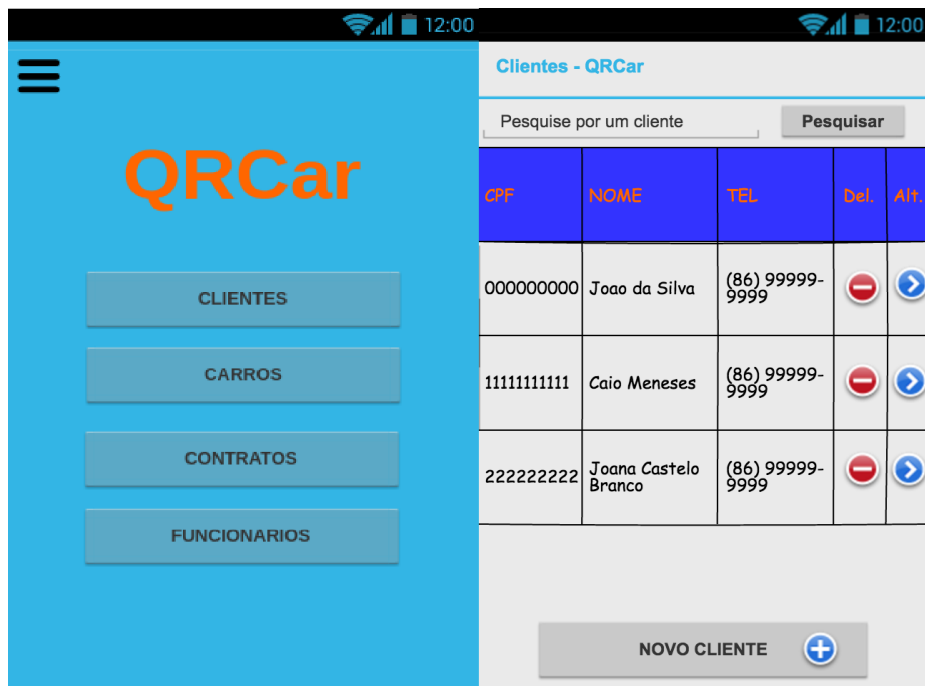 12:00
QRCar
CLIENTES
CARROS
CONTRATOS
FUNCIONARIOS
12:00
Clientes - QRCar
Pesquise por um cliente Pesquisar
CPF NOME TEL Del. Alt.
000000000 Joao da Silva (86) 99999-
9999
11111111111 Caio Meneses (86) 99999-
9999
222222222 Joana Castelo
Branco (86) 99999-
9999
NOVO CLIENTE